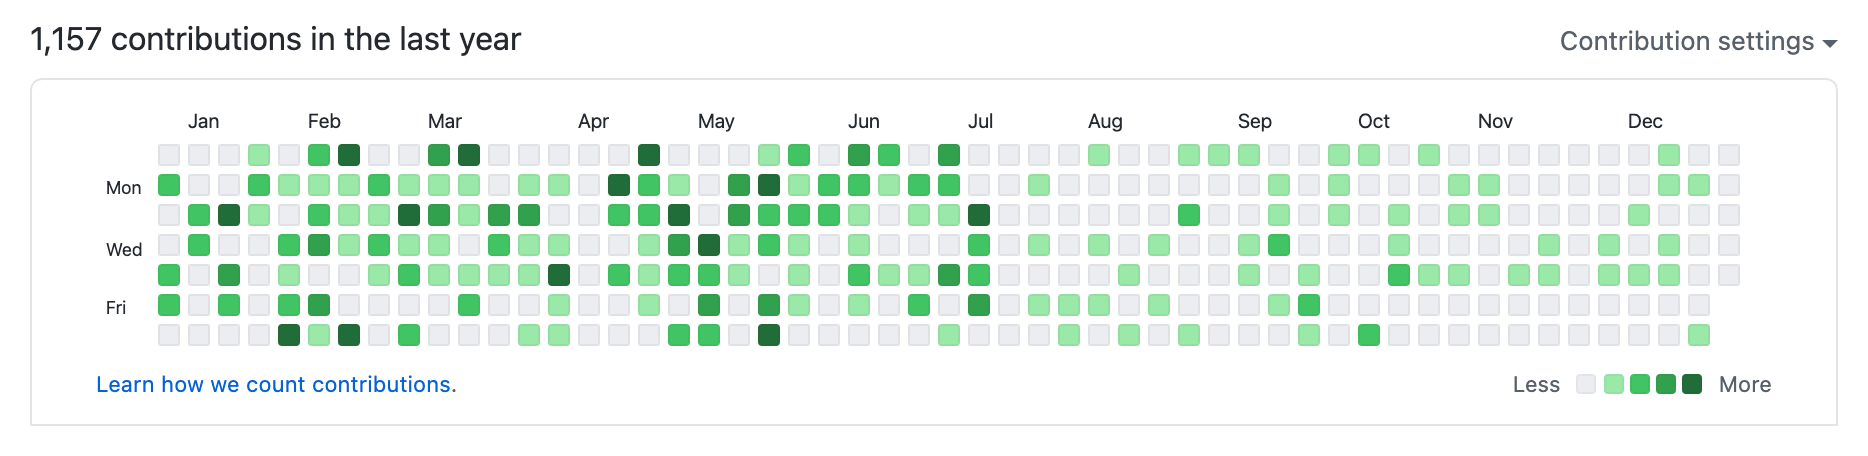 1,157 contributions in the last year
Contribution settings
Jan Feb Mar Apr May Jun Jul Aug Sep Oct Nov Dec
Mon
Wed
Fri
Learn how we count contributions.
Less More